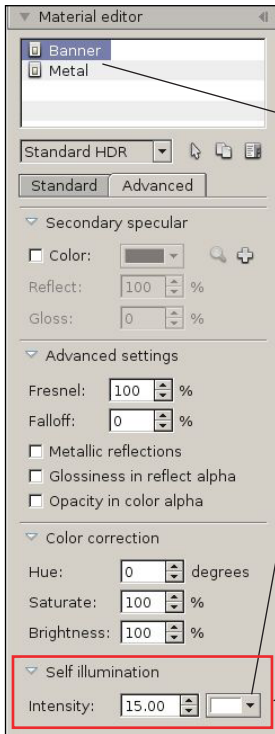 Material editor
Banner
Metal
Standard HDR
Standard Advanced
Secondary specular
Color:
Reflect: 100 %
Gloss: 0 %
Advanced settings
Fresnel: 100 %
Falloff: 0 %
Metallic reflections
Glossiness in reflect alpha
Opacity in color alpha
Color correction
Hue: 0 degrees
Saturate: 100 %
Brightness: 100 %
Self illumination
Intensity: 15.00